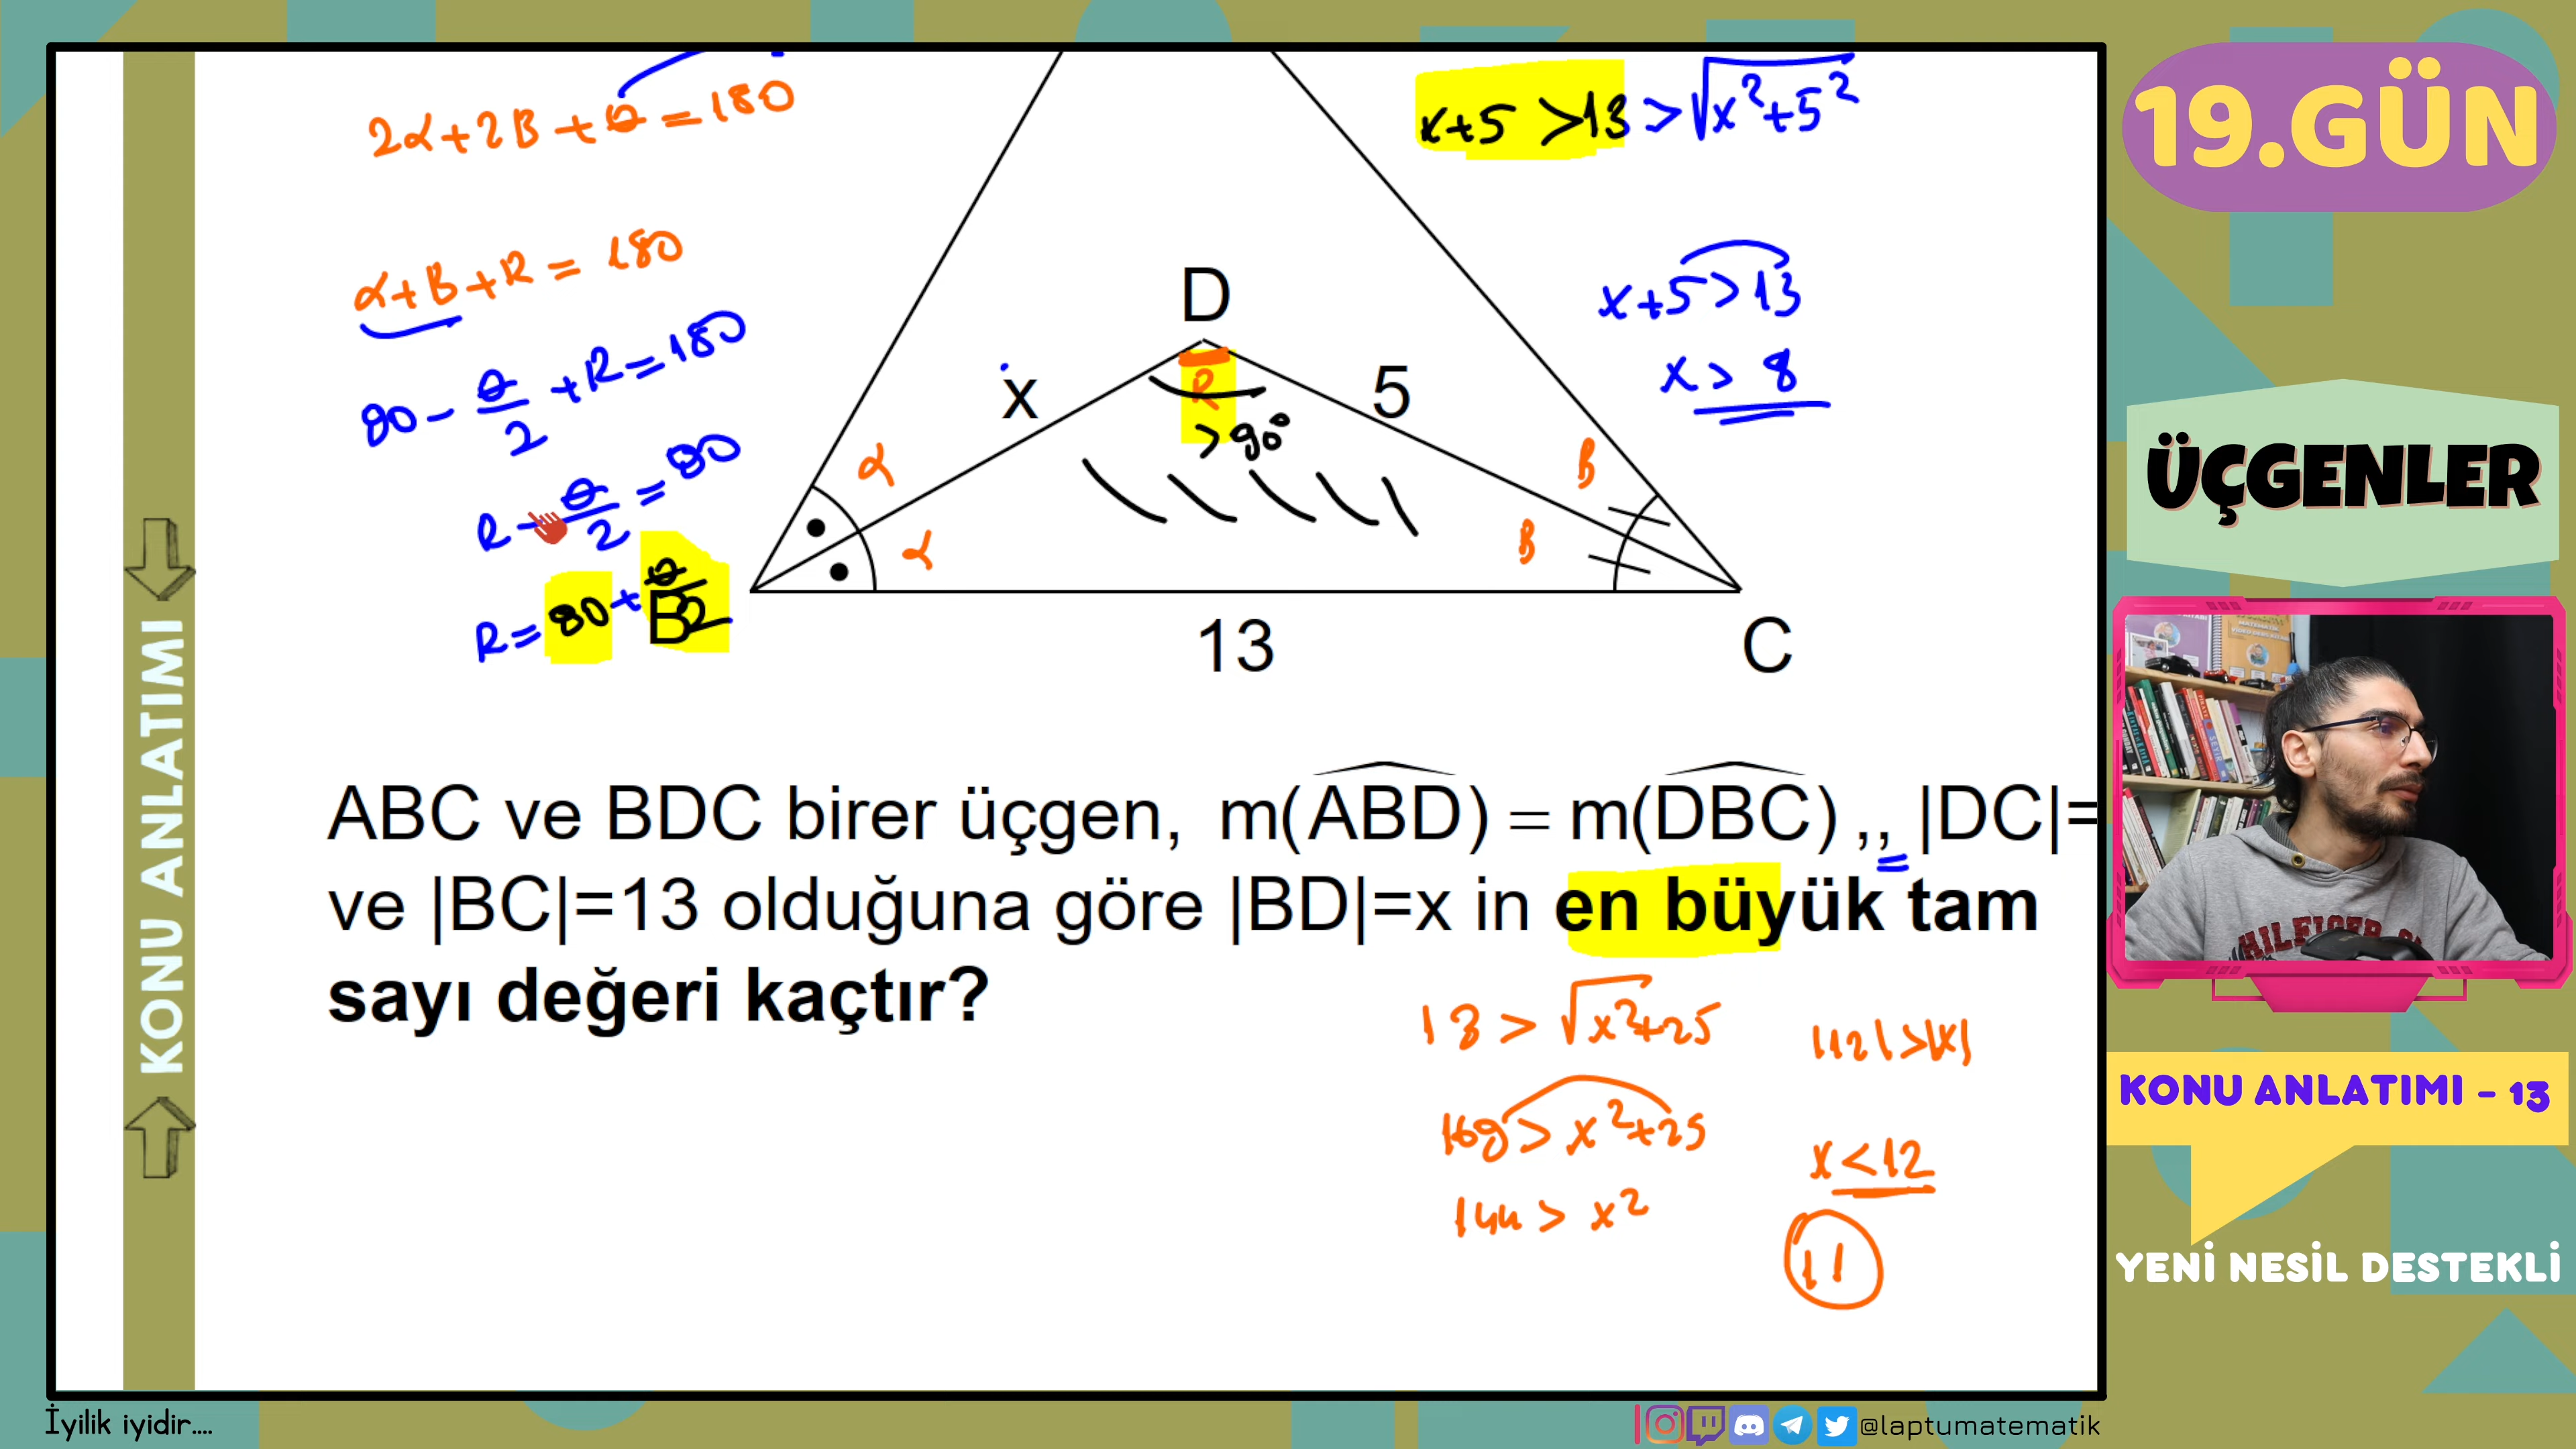 19.GÜN
2α+2B+θ=180
x+5>13>√x²+5²
α+B+R=180
D
x+5>13
90-θ/2+R=180
x
R
5
x>8
>90°
α
B
R-θ/2=90
α
B
R=90+θ/2
B
13
C
ÜÇGENLER
KONU ANLATIMI
ABC ve BDC birer üçgen, m(ABD) = m(DBC) ,, |DC|=
ve |BC|=13 olduğuna göre |BD|=x in en büyük tam
sayı değeri kaçtır?
13>√x²+25
|12|>|x|
169>x²+25
x<12
144>x²
11
KONU ANLATIMI - 13
YENİ NESİL DESTEKLİ
İyilik iyidir....
@laptumatematik